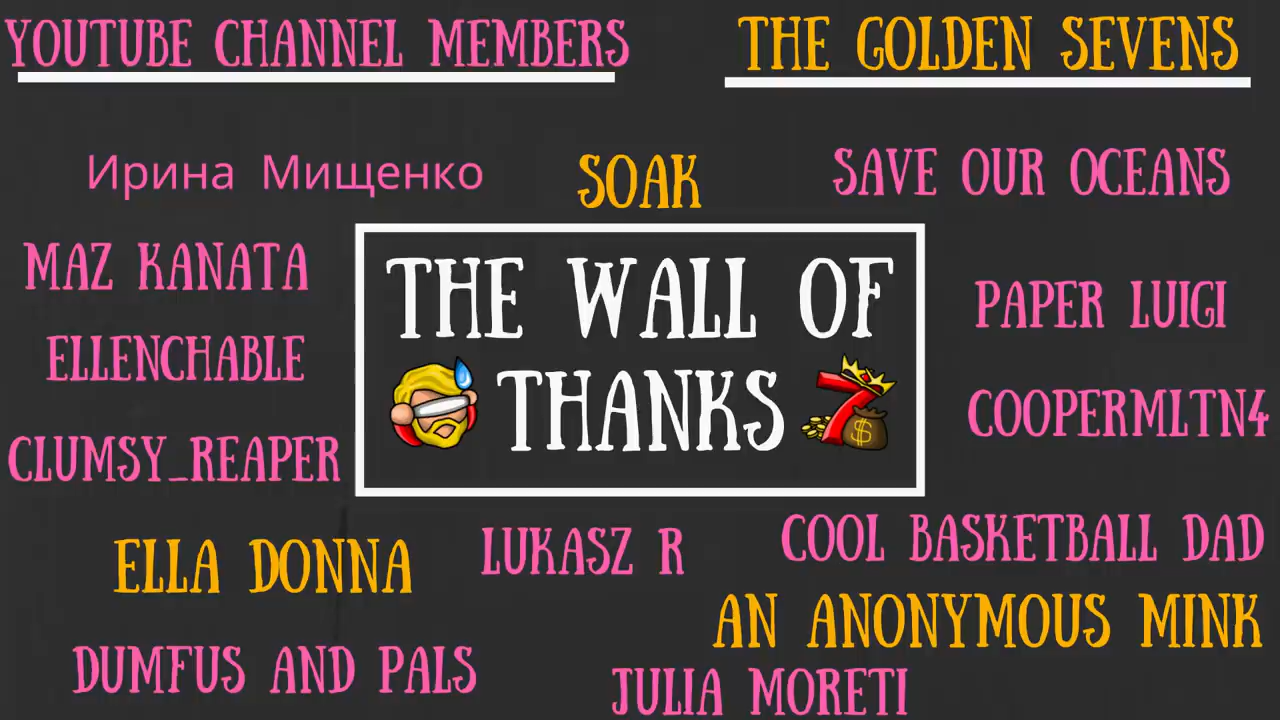 YOUTUBE CHANNEL MEMBERS
THE GOLDEN SEVENS
Ирина Мищенко
SOAK
SAVE OUR OCEANS
MAZ KANATA
THE WALL OF
THANKS
7
$
PAPER LUIGI
ELLENCHABLE
COOPERMLTN4
CLUMSY_REAPER
ELLA DONNA
LUKASZ R
COOL BASKETBALL DAD
AN ANONYMOUS MINK
DUMFUS AND PALS
JULIA MORETI